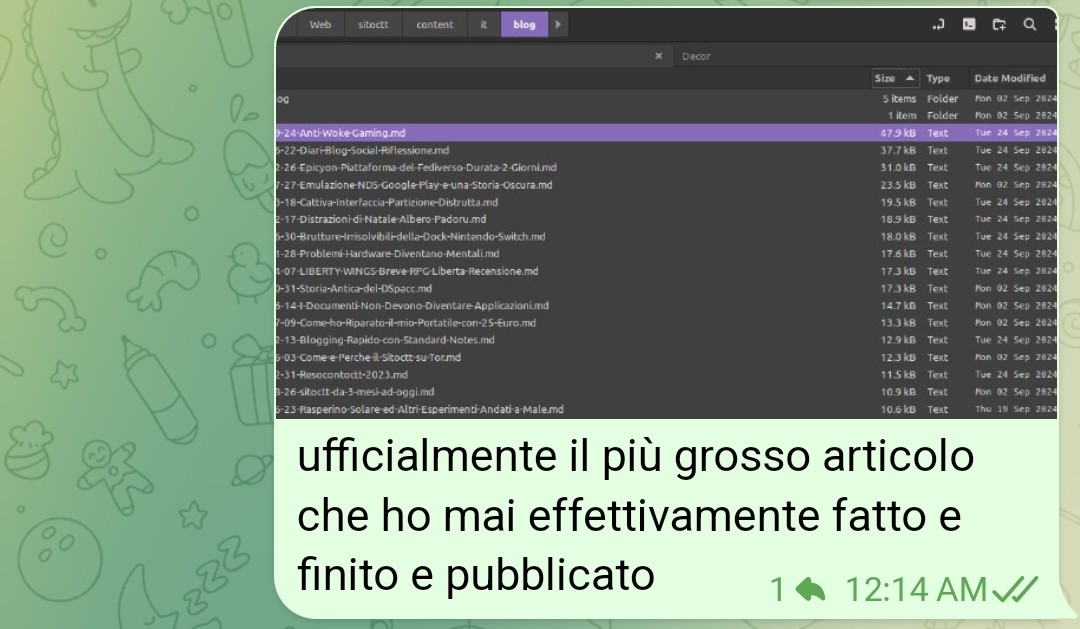 Web sitoctt content it blog
Decor
Size Type Date Modified
og 5 items Folder Mon 02 Sep 2024
1 item Folder Mon 02 Sep 2024
9-24-Anti-Woke-Gaming.md 47.9 kB Text Tue 24 Sep 2024
6-22-Diari-Blog-Social-Riflessione.md 37.7 kB Text Tue 24 Sep 2024
2-26-Epicyon-Piattaforma-del-Fediverso-Durata-2-Giorni.md 31.0 kB Text Tue 24 Sep 2024
7-27-Emulazione-NDS-Google-Play-e-una-Storia-Oscura.md 23.5 kB Text Mon 02 Sep 2024
3-18-Cattiva-Interfaccia-Partizione-Distrutta.md 19.5 kB Text Tue 24 Sep 2024
2-17-Distrazioni-di-Natale-Albero-Padoru.md 18.9 kB Text Tue 24 Sep 2024
6-30-Brutture-Irrisolvibili-della-Dock-Nintendo-Switch.md 18.0 kB Text Tue 24 Sep 2024
1-28-Problemi-Hardware-Diventano-Mentali.md 17.6 kB Text Tue 24 Sep 2024
4-07-LIBERTY-WINGS-Breve-RPG-Liberta-Recensione.md 17.3 kB Text Tue 24 Sep 2024
0-31-Storia-Antica-del-DSpacc.md 17.3 kB Text Mon 02 Sep 2024
6-14-I-Documenti-Non-Devono-Diventare-Applicazioni.md 14.7 kB Text Mon 02 Sep 2024
7-09-Come-ho-Riparato-il-mio-Portatile-con-25-Euro.md 13.3 kB Text Mon 02 Sep 2024
2-13-Blogging-Rapido-con-Standard-Notes.md 12.9 kB Text Tue 24 Sep 2024
6-03-Come-e-Perche-il-Sitoctt-su-Tor.md 12.3 kB Text Mon 02 Sep 2024
2-31-Resocontoctt-2023.md 11.5 kB Text Tue 24 Sep 2024
8-26-sitoctt-da-3-mesi-ad-oggi.md 10.9 kB Text Mon 02 Sep 2024
6-23-Rasperino-Solare-ed-Altri-Esperimenti-Andati-a-Male.md 10.6 kB Text Thu 19 Sep 2024
ufficialmente il più grosso articolo
che ho mai effettivamente fatto e
finito e pubblicato
1 12:14 AM